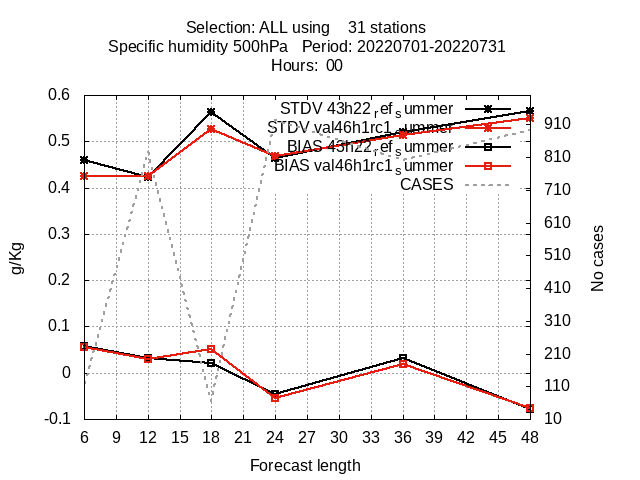 Selection: ALL using    31 stations
Specific humidity 500hPa   Period: 20220701-20220731
Hours:  00
STDV 43h22ref_summer
STDV val46h1rc1_summer
BIAS 43h22ref_summer
BIAS val46h1rc1summer
CASES
0.6
0.5
0.4
0.3
0.2
0.1
0
-0.1
g/Kg
910
810
710
610
510
410
310
210
110
10
No cases
6 9 12 15 18 21 24 27 30 33 36 39 42 45 48
Forecast length